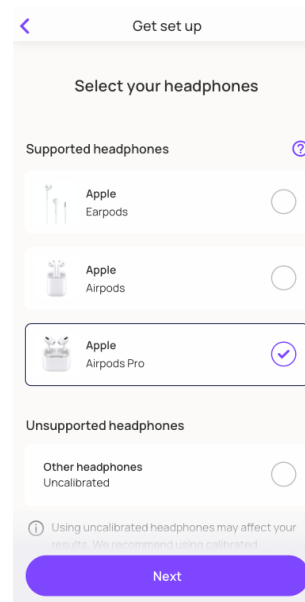 Get set up
Select your headphones
Supported headphones
Apple
Earpods
Apple
Airpods
Apple
Airpods Pro
Unsupported headphones
Other headphones
Uncalibrated
Using uncalibrated headphones may affect your
results. We recommend using calibrated
Next